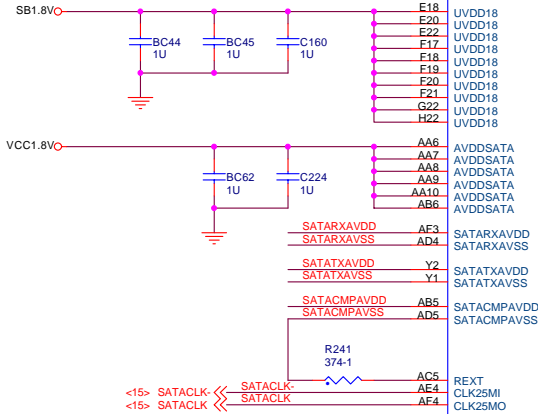 SB1.8V
E18 UVDD18
E20 UVDD18
E22 UVDD18
F17 UVDD18
F18 UVDD18
F19 UVDD18
F20 UVDD18
F21 UVDD18
G22 UVDD18
H22 UVDD18
BC44 BC45 C160
1U 1U 1U
VCC1.8V
AA6 AVDDSATA
AA7 AVDDSATA
AA8 AVDDSATA
AA9 AVDDSATA
AA10 AVDDSATA
AB6 AVDDSATA
BC62 C224
1U 1U
SATARXAVDD AF3 SATARXAVDD
SATARXAVSS AD4 SATARXAVSS
SATATXAVDD Y2 SATATXAVDD
SATATXAVSS Y1 SATATXAVSS
SATACMPAVDD AB5 SATACMPAVDD
SATACMPAVSS AD5 SATACMPAVSS
R241
374-1
AC5 REXT
<15> SATACLK- SATACLK- AE4 CLK25MI
<15> SATACLK SATACLK AF4 CLK25MO